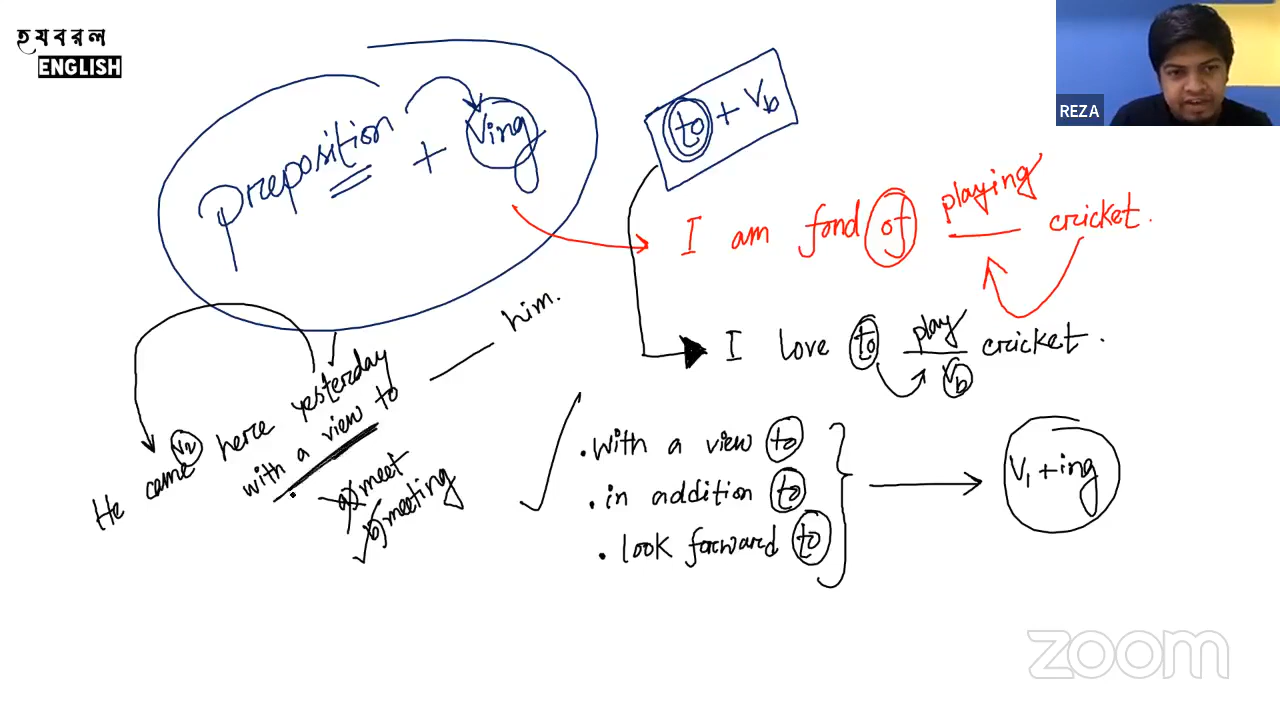 হ য ব র ল
ENGLISH
REZA
preposition + Ving
to + Vb
I am fond of playing cricket.
I love to play cricket.
Vb
He came here yesterday
V2
with a view to him.
a) meet
b) meeting
. With a view to
. in addition to
. look forward to
V1 + ing
zoom